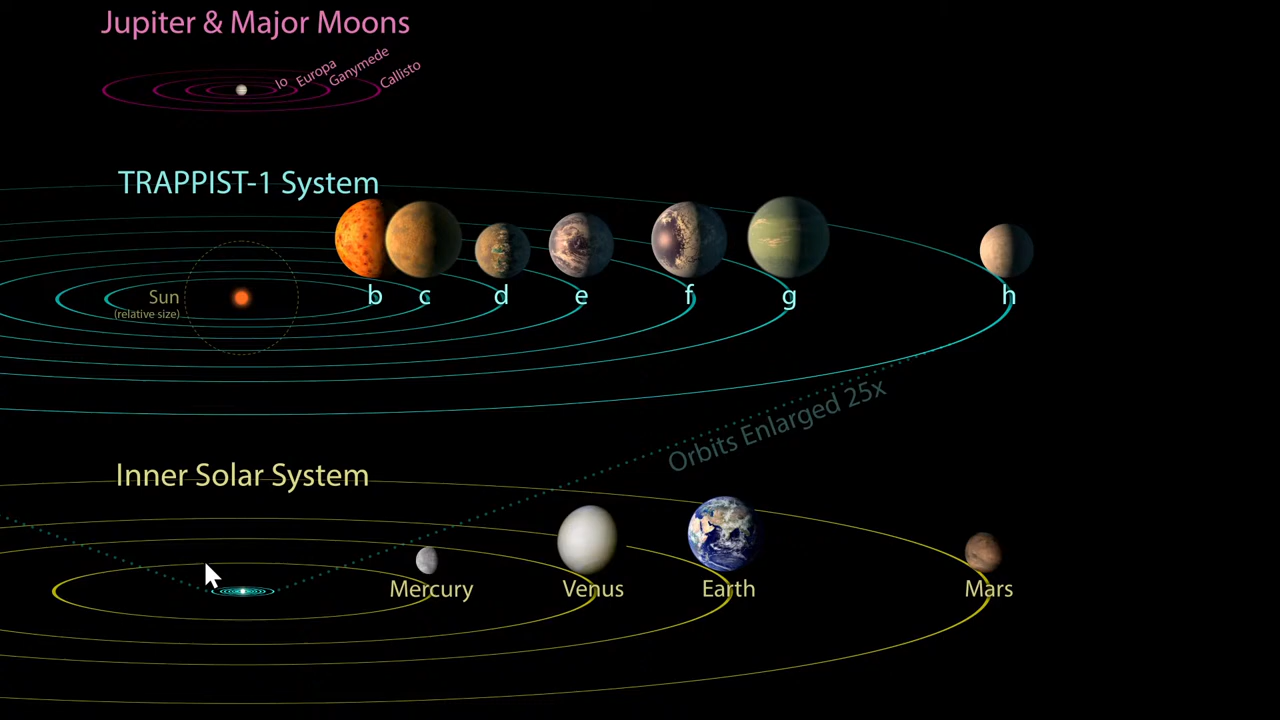 Jupiter & Major Moons
Io
Europa
Ganymede
Callisto
TRAPPIST-1 System
Sun
(relative size)
b
c
d
e
f
g
h
Orbits Enlarged 25x
Inner Solar System
Mercury
Venus
Earth
Mars